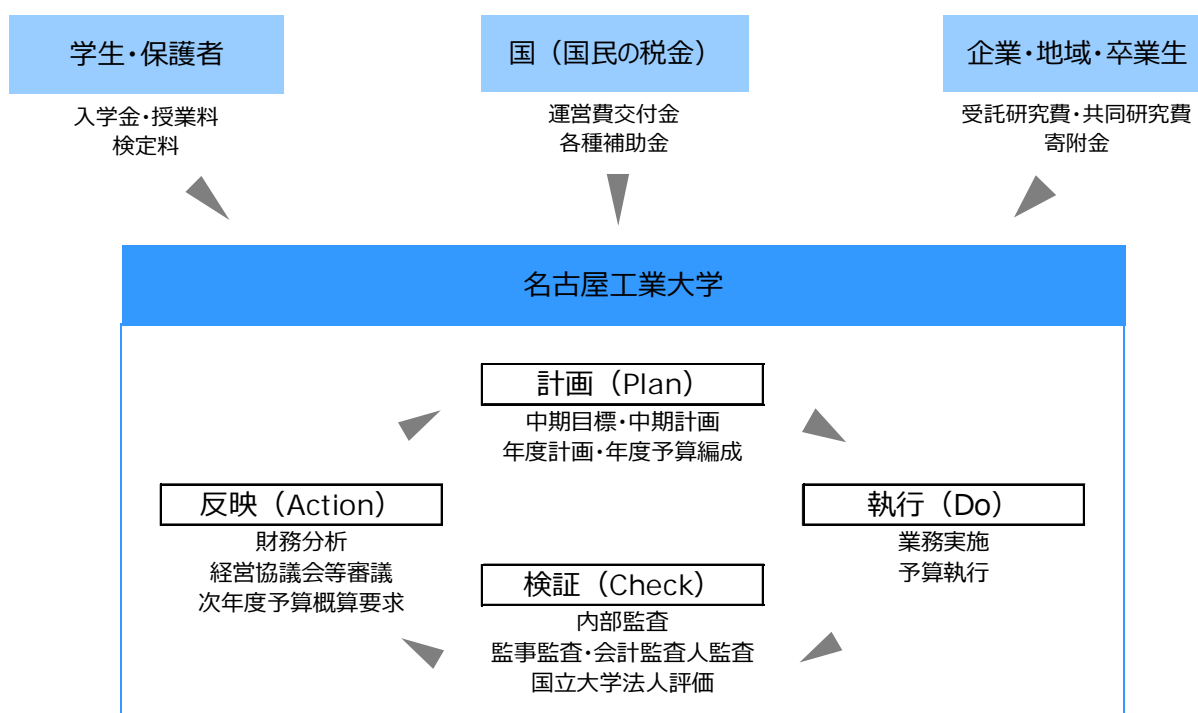 学生・保護者
入学金・授業料
検定料
国（国民の税金）
運営費交付金
各種補助金
企業・地域・卒業生
受託研究費・共同研究費
寄附金
名古屋工業大学
計画（Plan）
中期目標・中期計画
年度計画・年度予算編成
執行（Do）
業務実施
予算執行
検証（Check）
内部監査
監事監査・会計監査人監査
国立大学法人評価
反映（Action）
財務分析
経営協議会等審議
次年度予算概算要求